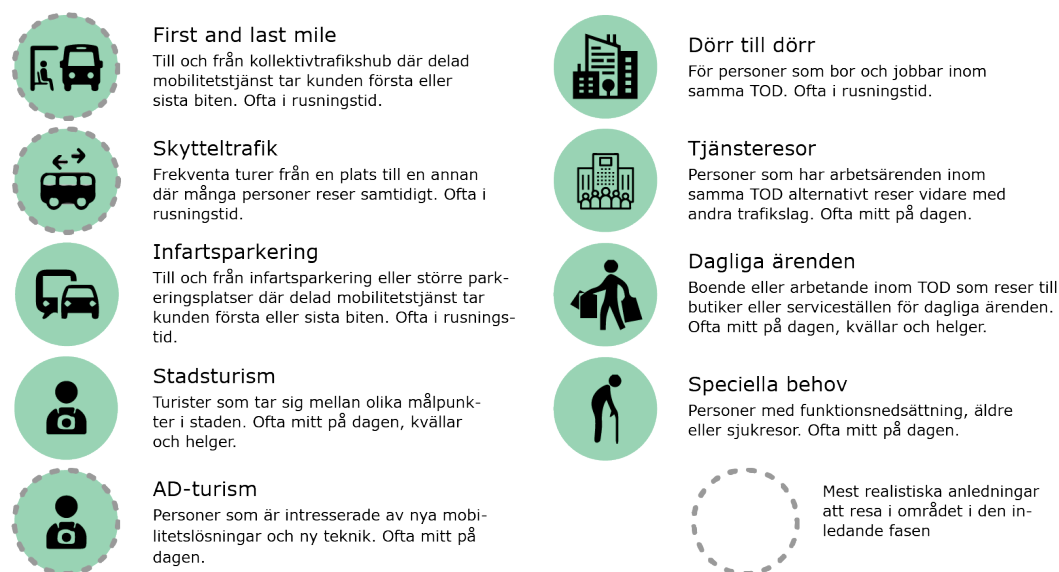 First and last mile
Till och från kollektivtrafikshub där delad
mobilitetstjänst tar kunden första eller
sista biten. Ofta i rusningstid.
Skytteltrafik
Frekventa turer från en plats till en annan
där många personer reser samtidigt. Ofta i
rusningstid.
Infartsparkering
Till och från infartsparkering eller större park-
eringsplatser där delad mobilitetstjänst tar
kunden första eller sista biten. Ofta i rusnings-
tid.
Stadsturism
Turister som tar sig mellan olika målpunk-
ter i staden. Ofta mitt på dagen, kvällar
och helger.
AD-turism
Personer som är intresserade av nya mobi-
litetslösningar och ny teknik. Ofta mitt på
dagen.
Dörr till dörr
För personer som bor och jobbar inom
samma TOD. Ofta i rusningstid.
Tjänsteresor
Personer som har arbetsärenden inom
samma TOD alternativt reser vidare med
andra trafikslag. Ofta mitt på dagen.
Dagliga ärenden
Boende eller arbetande inom TOD som reser till
butiker eller serviceställen för dagliga ärenden.
Ofta mitt på dagen, kvällar och helger.
Speciella behov
Personer med funktionsnedsättning, äldre
eller sjukresor. Ofta mitt på dagen.
Mest realistiska anledningar
att resa i området i den in-
ledande fasen